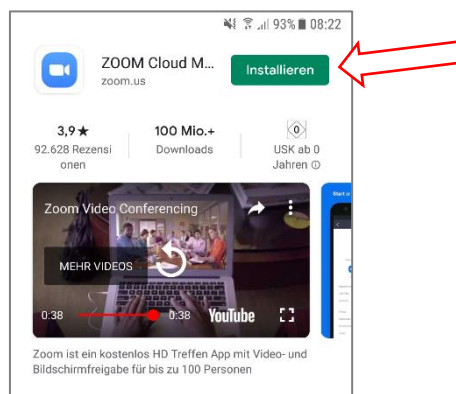 93% 08:22
ZOOM Cloud M...
zoom.us
Installieren
3,9★
92.628 Rezensi
onen
100 Mio.+
Downloads
0
USK ab 0
Jahren
Zoom Video Conferencing
MEHR VIDEOS
0:38
0:38
YouTube
Zoom ist ein kostenlos HD Treffen App mit Video- und
Bildschirmfreigabe für bis zu 100 Personen